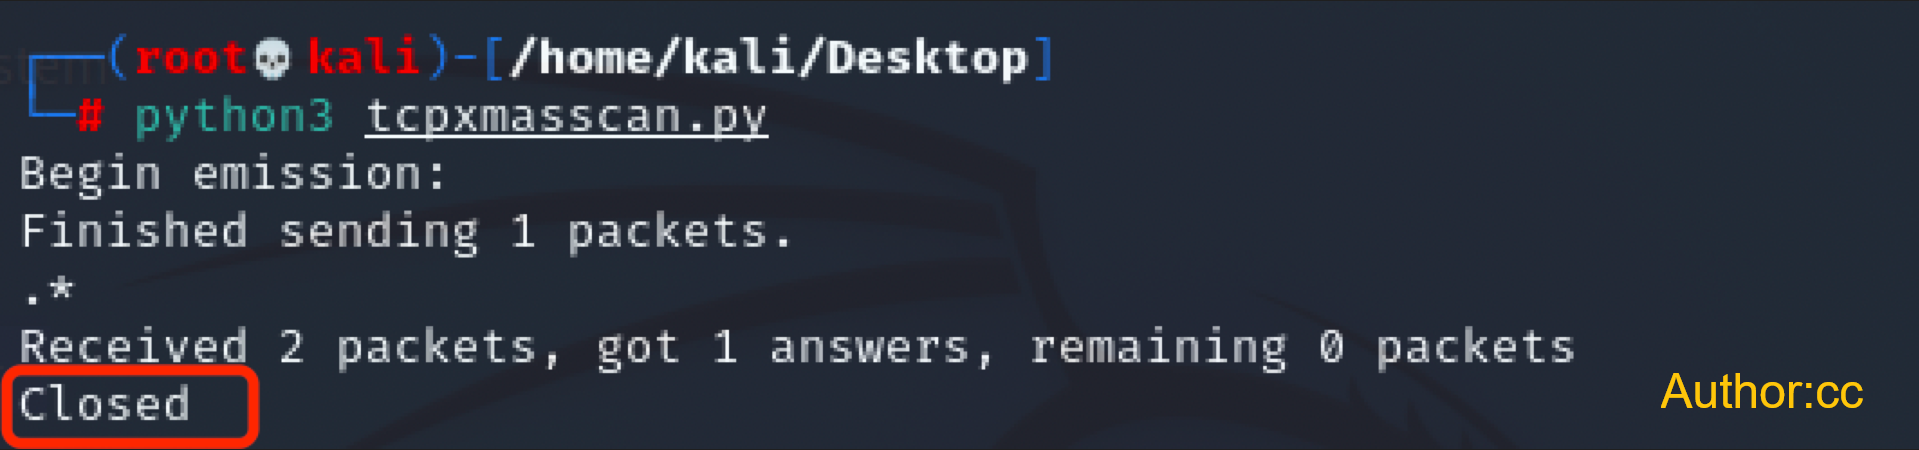 (root💀kali)-[/home/kali/Desktop]
# python3 tcpxmasscan.py
Begin emission:
Finished sending 1 packets.
.*
Received 2 packets, got 1 answers, remaining 0 packets
Closed
Author:cc